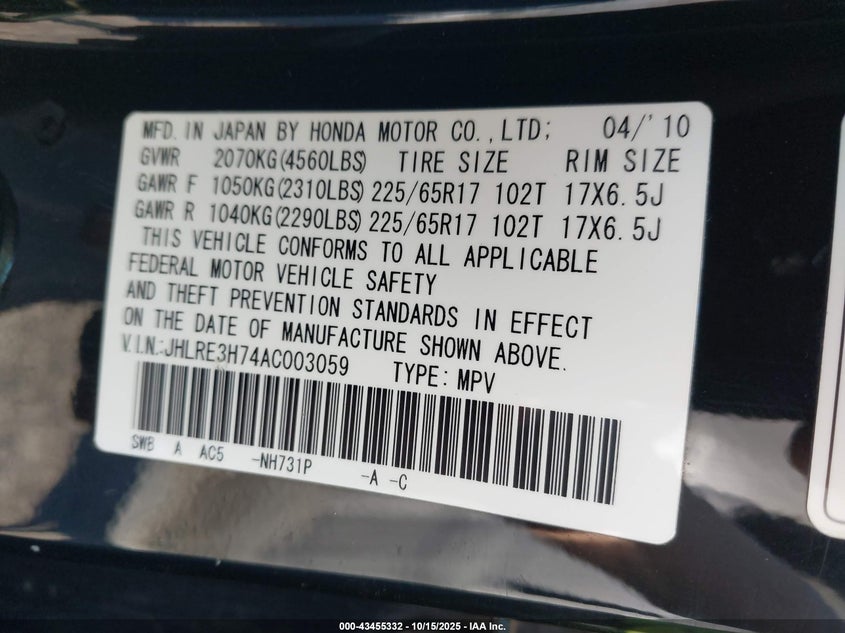 MFD. IN JAPAN BY HONDA MOTOR CO., LTD; 04/'10
GVWR 2070KG(4560LBS) TIRE SIZE RIM SIZE
GAWR F 1050KG(2310LBS) 225/65R17 102T 17X6.5J
GAWR R 1040KG(2290LBS) 225/65R17 102T 17X6.5J
THIS VEHICLE CONFORMS TO ALL APPLICABLE
FEDERAL MOTOR VEHICLE SAFETY
AND THEFT PREVENTION STANDARDS IN EFFECT
ON THE DATE OF MANUFACTURE SHOWN ABOVE.
V.I.N.:JHLRE3H74AC003059 TYPE: MPV
SWB A AC5 -NH731P -A -C
000-43455332 - 10/15/2025 - IAA Inc.